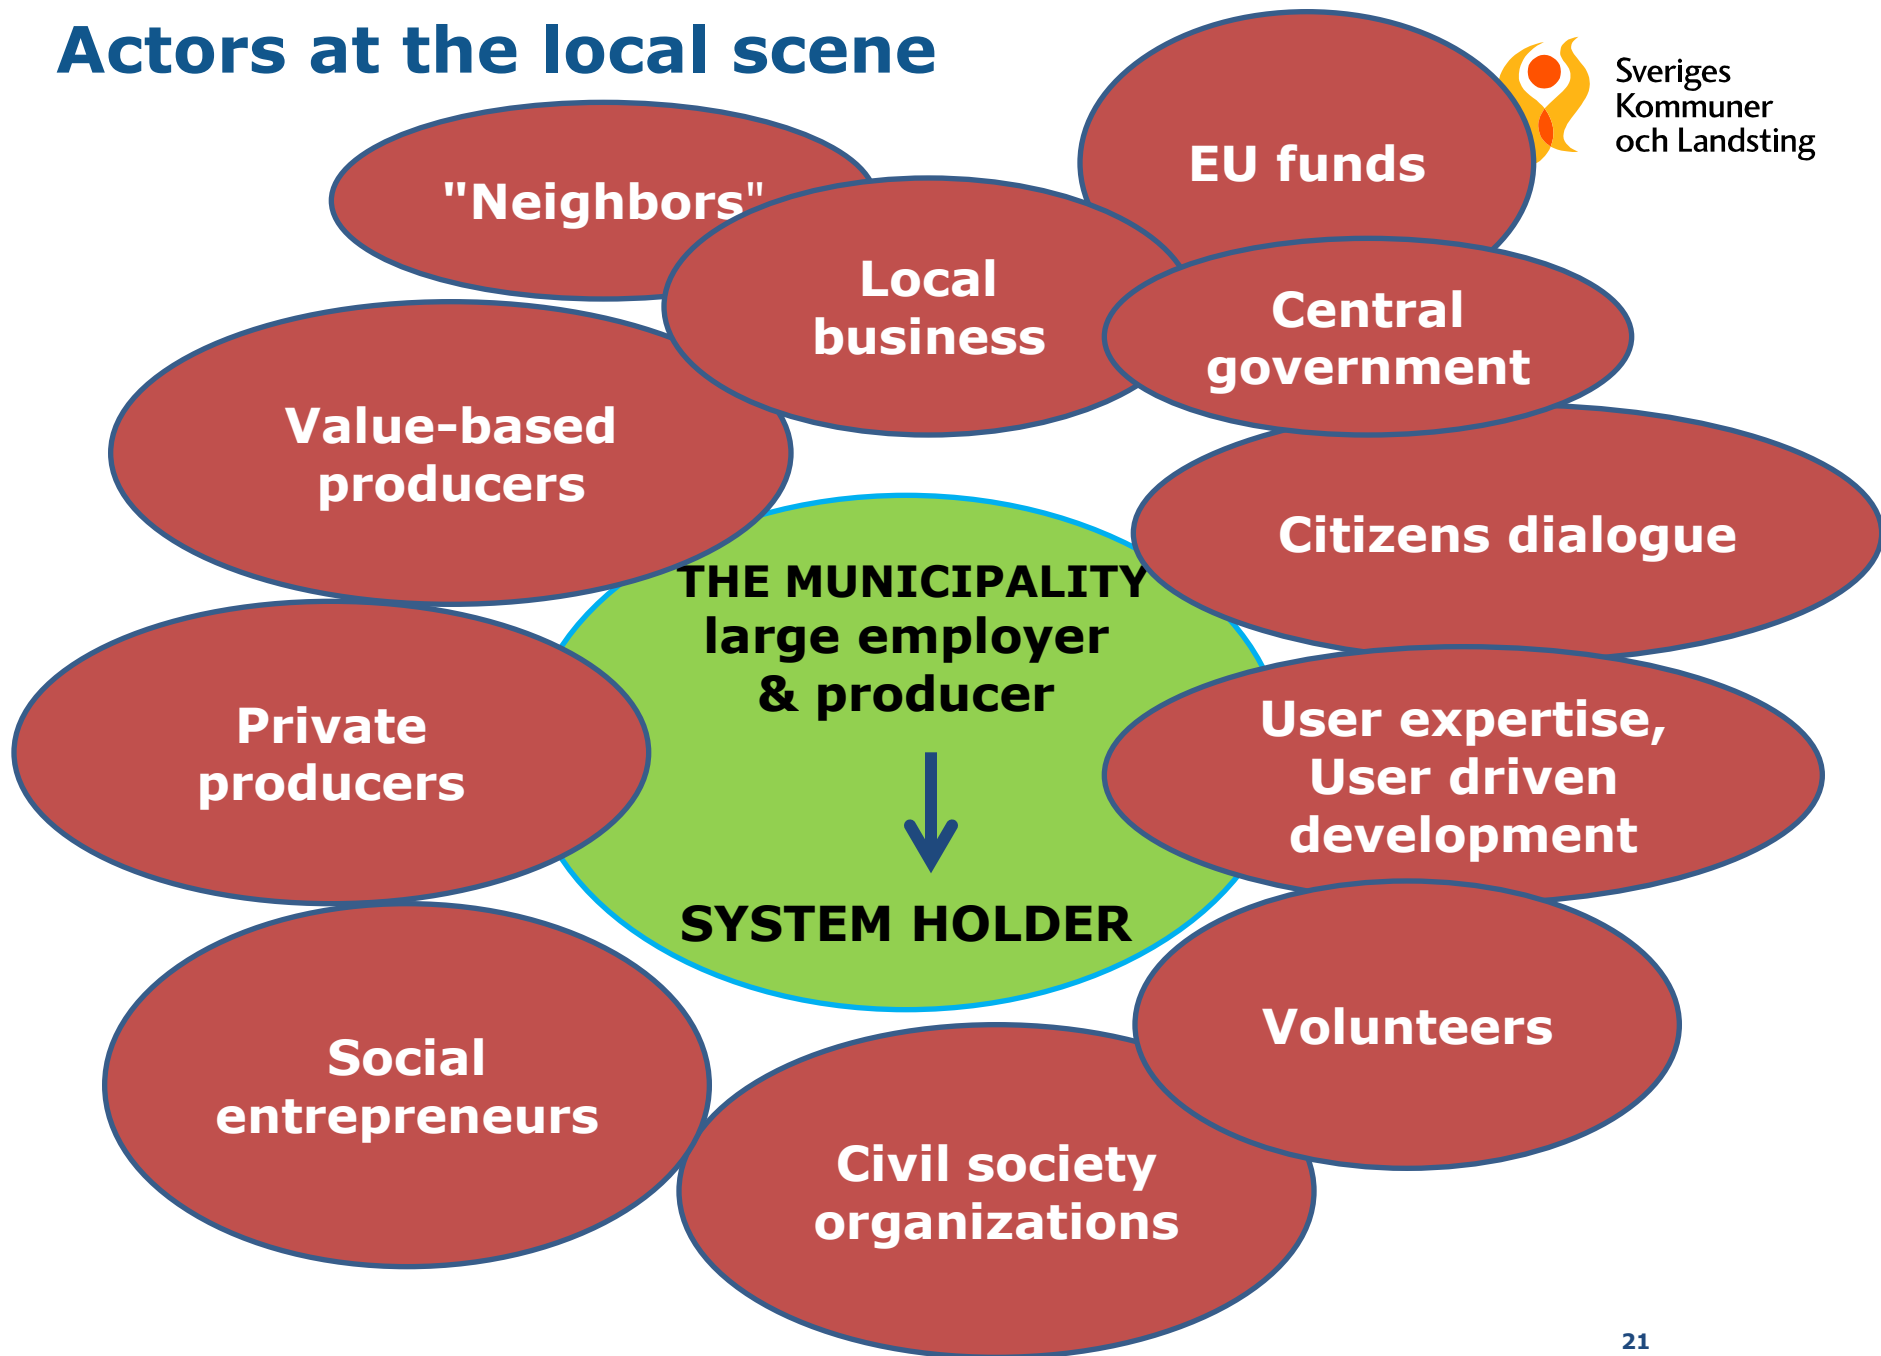 Actors at the local scene
Sveriges
Kommuner
och Landsting
EU funds
"Neighbors"
Local
business
Central
government
Value-based
producers
Citizens dialogue
THE MUNICIPALITY
large employer
& producer
SYSTEM HOLDER
Private
producers
User expertise,
User driven
development
Social
entrepreneurs
Volunteers
Civil society
organizations
21